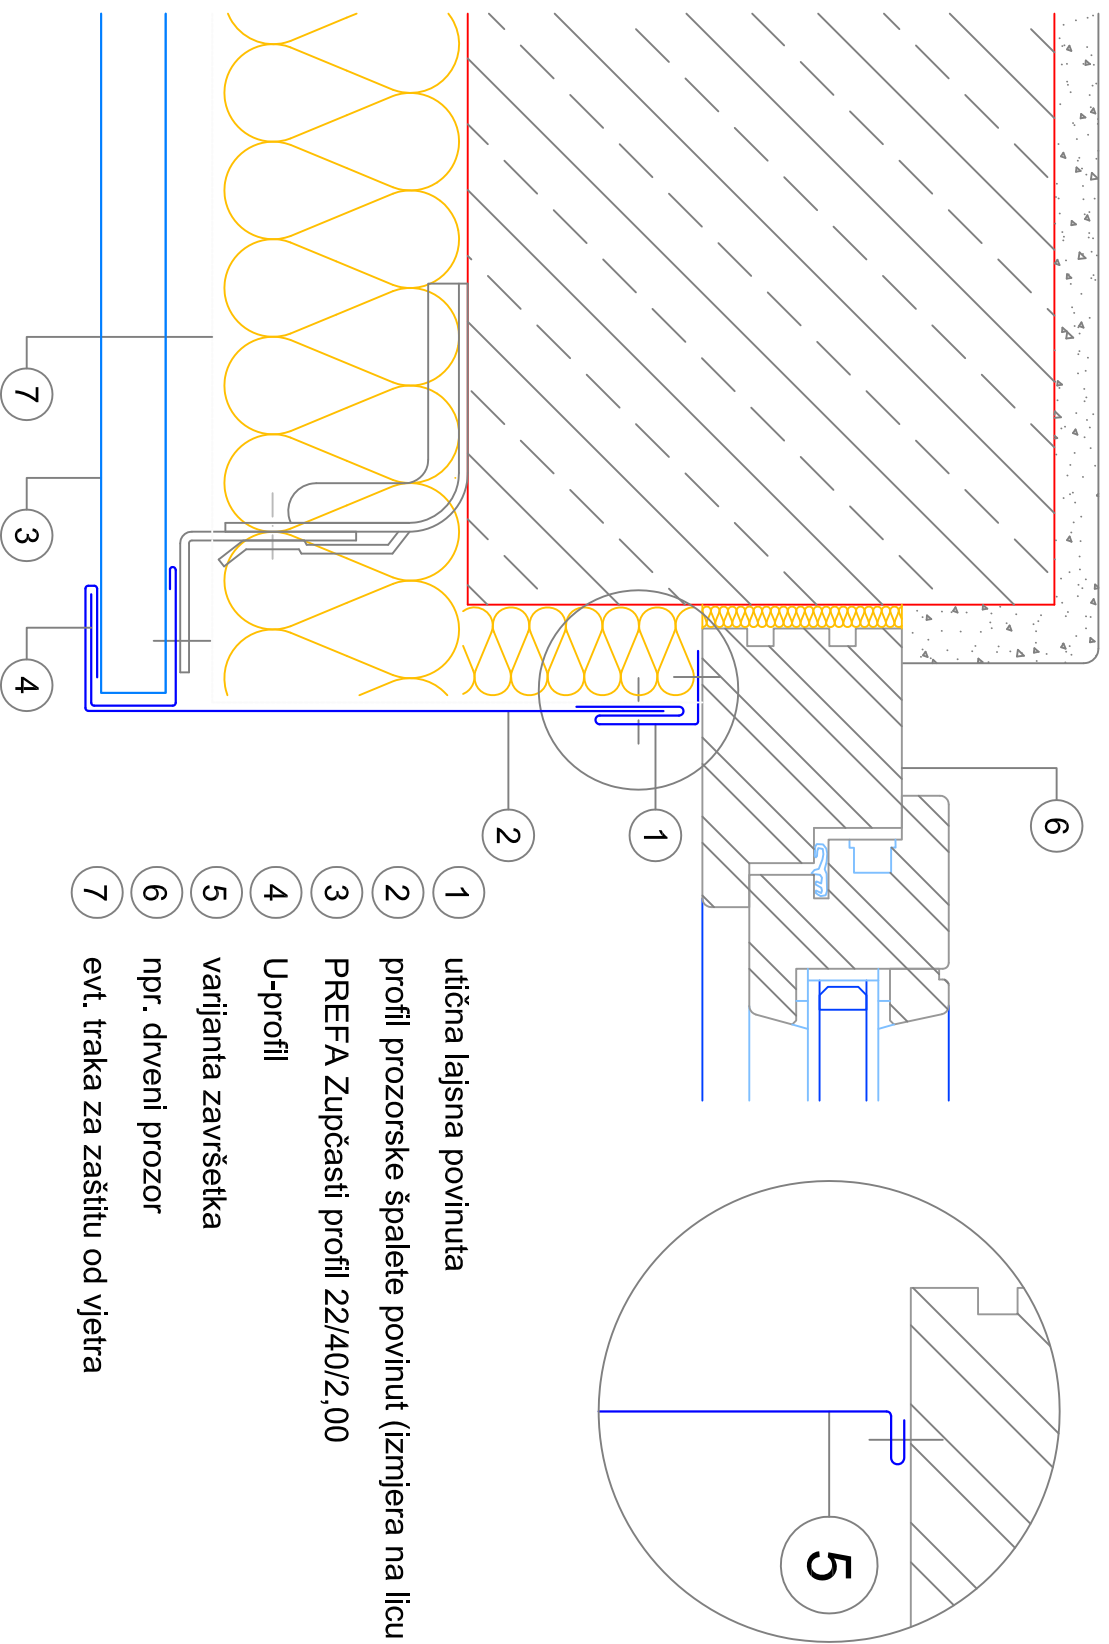 7
3
4
2
1
6
1 utična lajsna povinuta
2 profil prozorske špalete povinut (izmjera na licu
3 PREFA Zupčasti profil 22/40/2,00
4 U-profil
5 varijanta završetka
6 npr. drveni prozor
7 evt. traka za zaštitu od vjetra
5